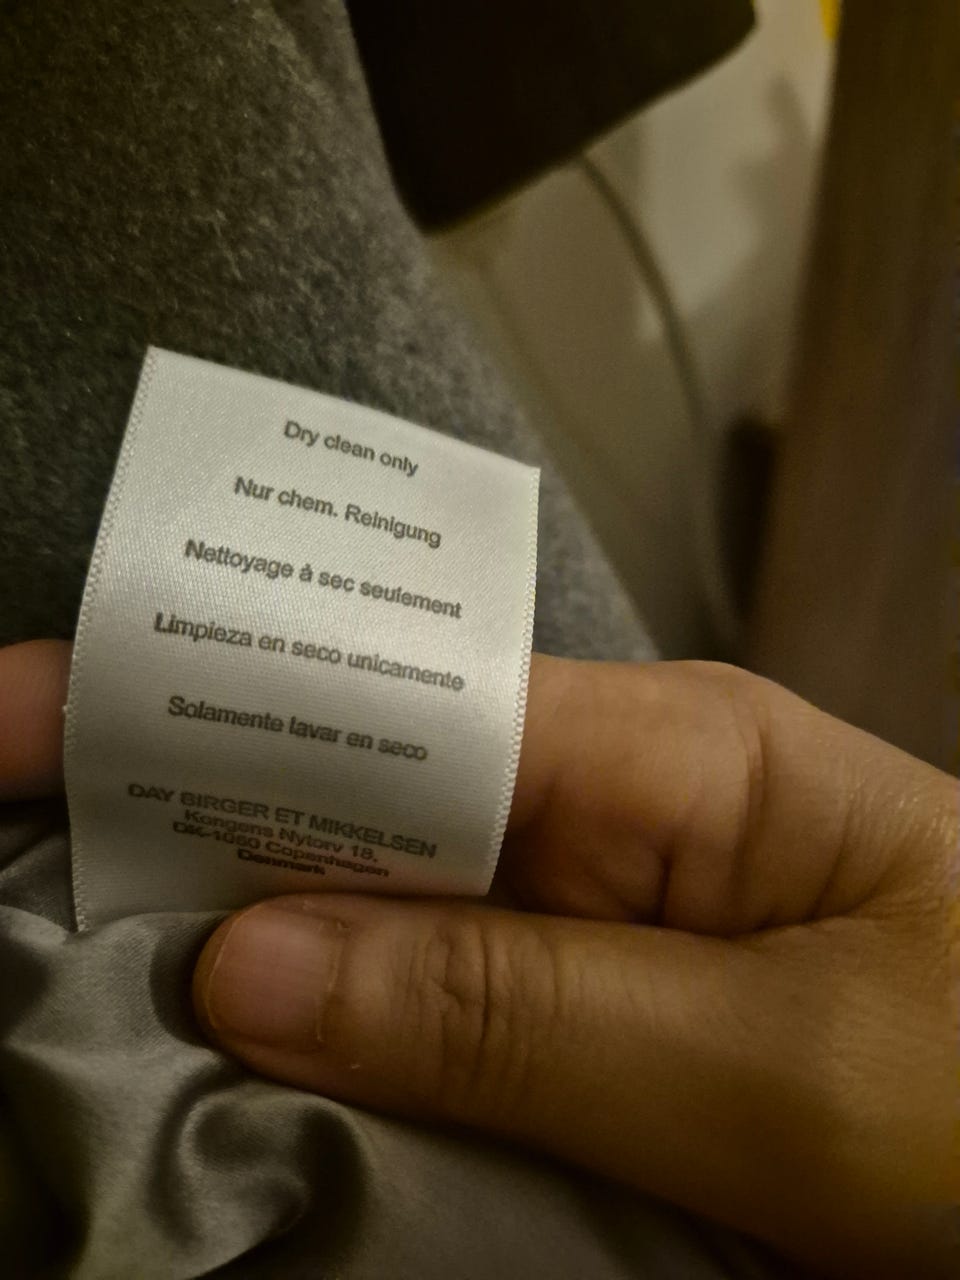 Dry clean only
Nur chem. Reinigung
Nettoyage à sec seulement
Limpieza en seco unicamente
Solamente lavar en seco
DAY BIRGER ET MIKKELSEN
Kongens Nytorv 18,
DK-1050 Copenhagen
Denmark